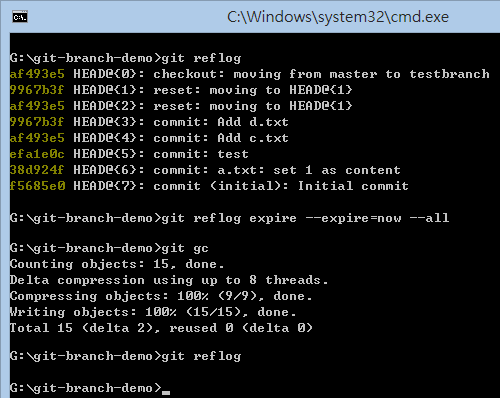 C:\Windows\system32\cmd.exe
G:\git-branch-demo>git reflog
af493e5 HEAD@{0}: checkout: moving from master to testbranch
9967b3f HEAD@{1}: reset: moving to HEAD@{1}
af493e5 HEAD@{2}: reset: moving to HEAD@{1}
9967b3f HEAD@{3}: commit: Add d.txt
af493e5 HEAD@{4}: commit: Add c.txt
efa1e0c HEAD@{5}: commit: test
38d924f HEAD@{6}: commit: a.txt: set 1 as content
f5685e0 HEAD@{7}: commit (initial): Initial commit
G:\git-branch-demo>git reflog expire --expire=now --all
G:\git-branch-demo>git gc
Counting objects: 15, done.
Delta compression using up to 8 threads.
Compressing objects: 100% (9/9), done.
Writing objects: 100% (15/15), done.
Total 15 (delta 2), reused 0 (delta 0)
G:\git-branch-demo>git reflog
G:\git-branch-demo>_